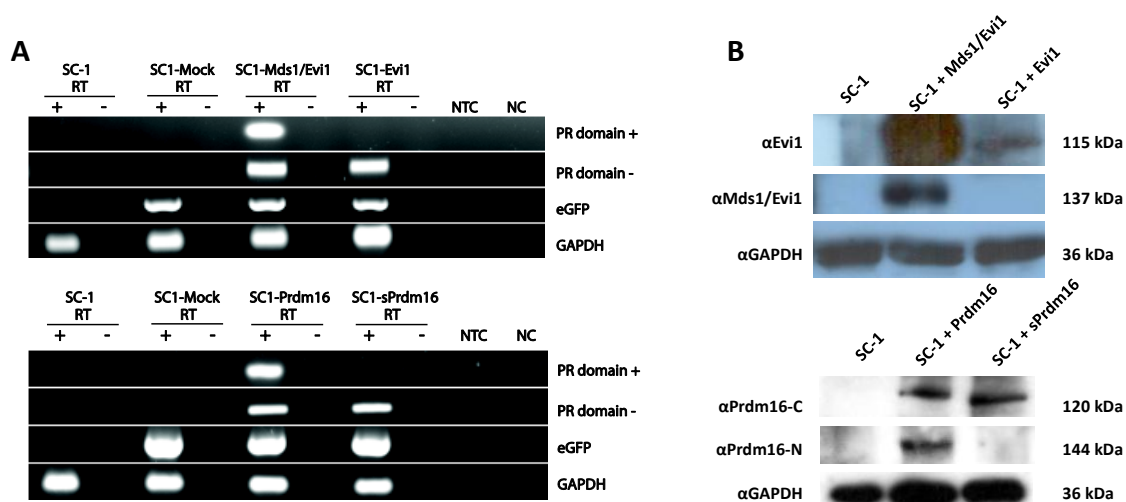 A
SC-1 SC1-Mock SC1-Mds1/Evi1 SC1-Evi1
RT RT RT RT
+ - + - + - + - NTC NC
PR domain +
PR domain -
eGFP
GAPDH
SC-1 SC1-Mock SC1-Prdm16 SC1-sPrdm16
RT RT RT RT
+ - + - + - + - NTC NC
PR domain +
PR domain -
eGFP
GAPDH
B
SC-1 SC-1 + Mds1/Evi1 SC-1 + Evi1
αEvi1 115 kDa
αMds1/Evi1 137 kDa
αGAPDH 36 kDa
SC-1 SC-1 + Prdm16 SC-1 + sPrdm16
αPrdm16-C 120 kDa
αPrdm16-N 144 kDa
αGAPDH 36 kDa